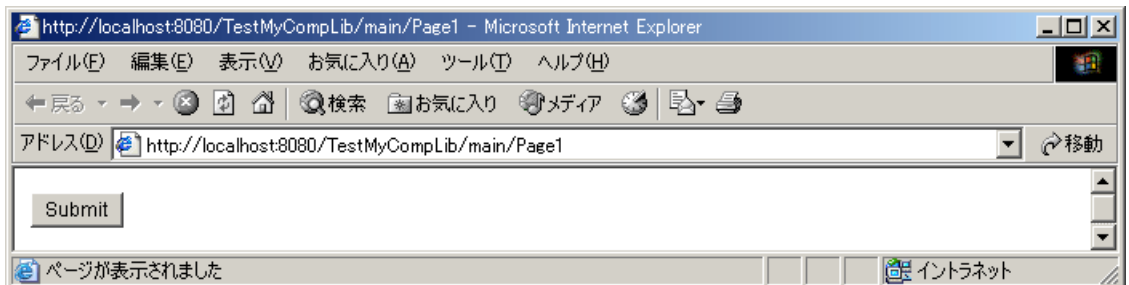 http://localhost:8080/TestMyCompLib/main/Page1 - Microsoft Internet Explorer
ファイル(F) 編集(E) 表示(V) お気に入り(A) ツール(T) ヘルプ(H)
戻る 検索 お気に入り メディア
アドレス(D) http://localhost:8080/TestMyCompLib/main/Page1 移動
Submit
ページが表示されました イントラネット